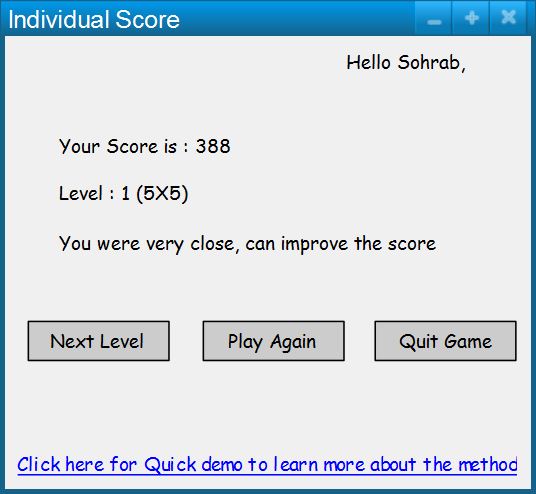 Individual Score
Hello Sohrab,
Your Score is : 388
Level : 1 (5X5)
You were very close, can improve the score
Next Level
Play Again
Quit Game
Click here for Quick demo to learn more about the method